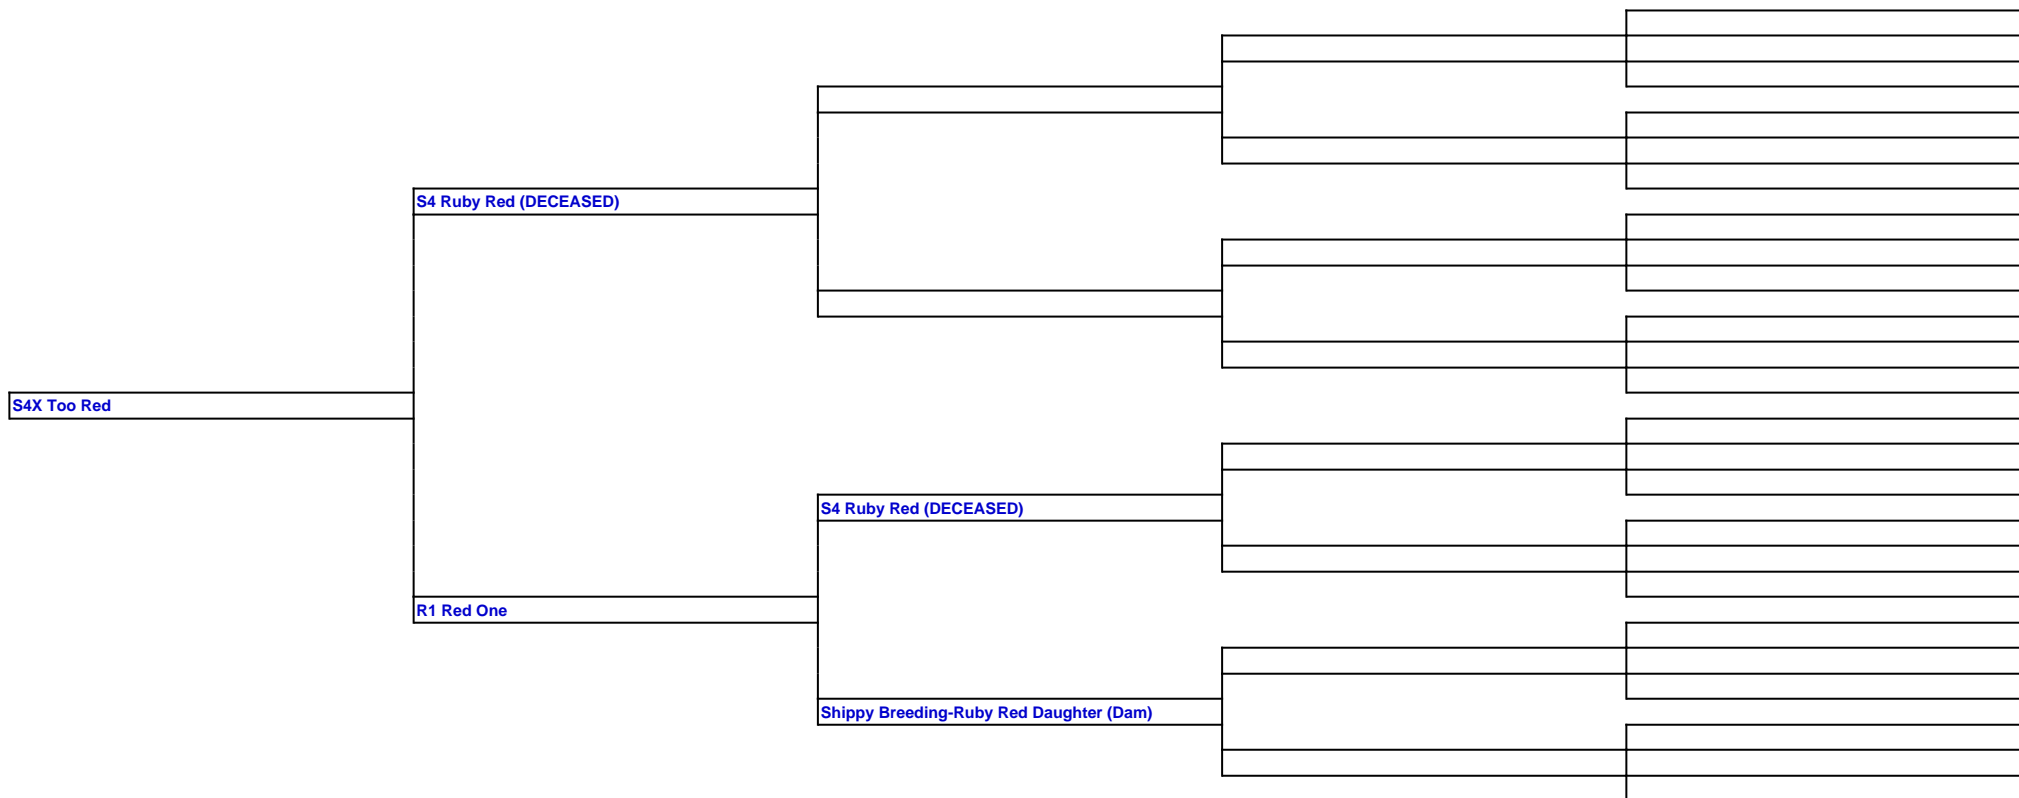 S4 Ruby Red (DECEASED)
S4X Too Red
S4 Ruby Red (DECEASED)
R1 Red One
Shippy Breeding-Ruby Red Daughter (Dam)